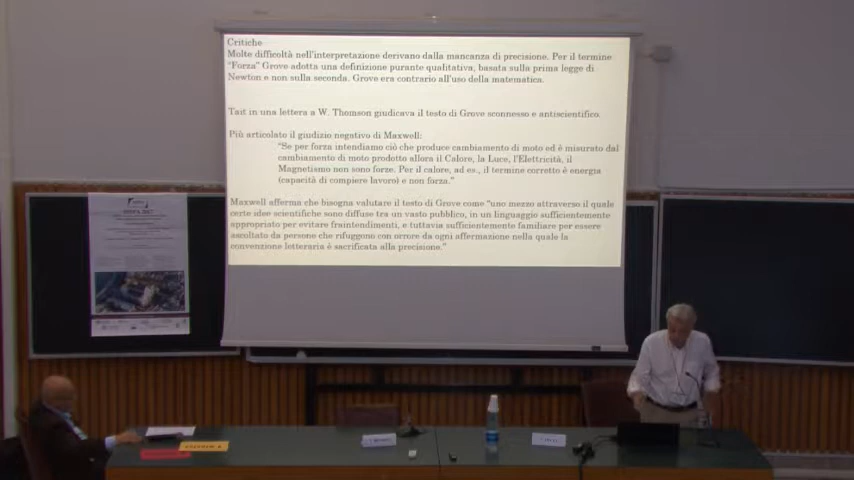 Critiche
Molte difficoltà nell'interpretazione derivano dalla mancanza di precisione. Per il termine
"Forza" Grove adotta una definizione purante qualitativa, basata sulla prima legge di
Newton e non sulla seconda. Grove era contrario all'uso della matematica.
Tait in una lettera a W. Thomson giudicava il testo di Grove sconnesso e antiscientifico.
Più articolato il giudizio negativo di Maxwell:
"Se per forza intendiamo ciò che produce cambiamento di moto ed è misurato dal
cambiamento di moto prodotto allora il Calore, la Luce, l'Elettricità, il
Magnetismo non sono forze. Per il calore, ad es., il termine corretto è energia
(capacità di compiere lavoro) e non forza."
Maxwell afferma che bisogna valutare il testo di Grove come "uno mezzo attraverso il quale
certe idee scientifiche sono diffuse tra un vasto pubblico, in un linguaggio sufficientemente
appropriato per evitare fraintendimenti, e tuttavia sufficientemente familiare per essere
ascoltato da persone che rifuggono con orrore da ogni affermazione nella quale la
convenzione letteraria è sacrificata alla precisione."